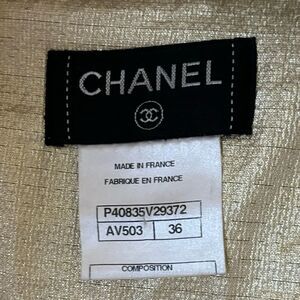 CHANEL
MADE IN FRANCE
FABRIQUE EN FRANCE
P40835V29372
AV503 36
COMPOSITION